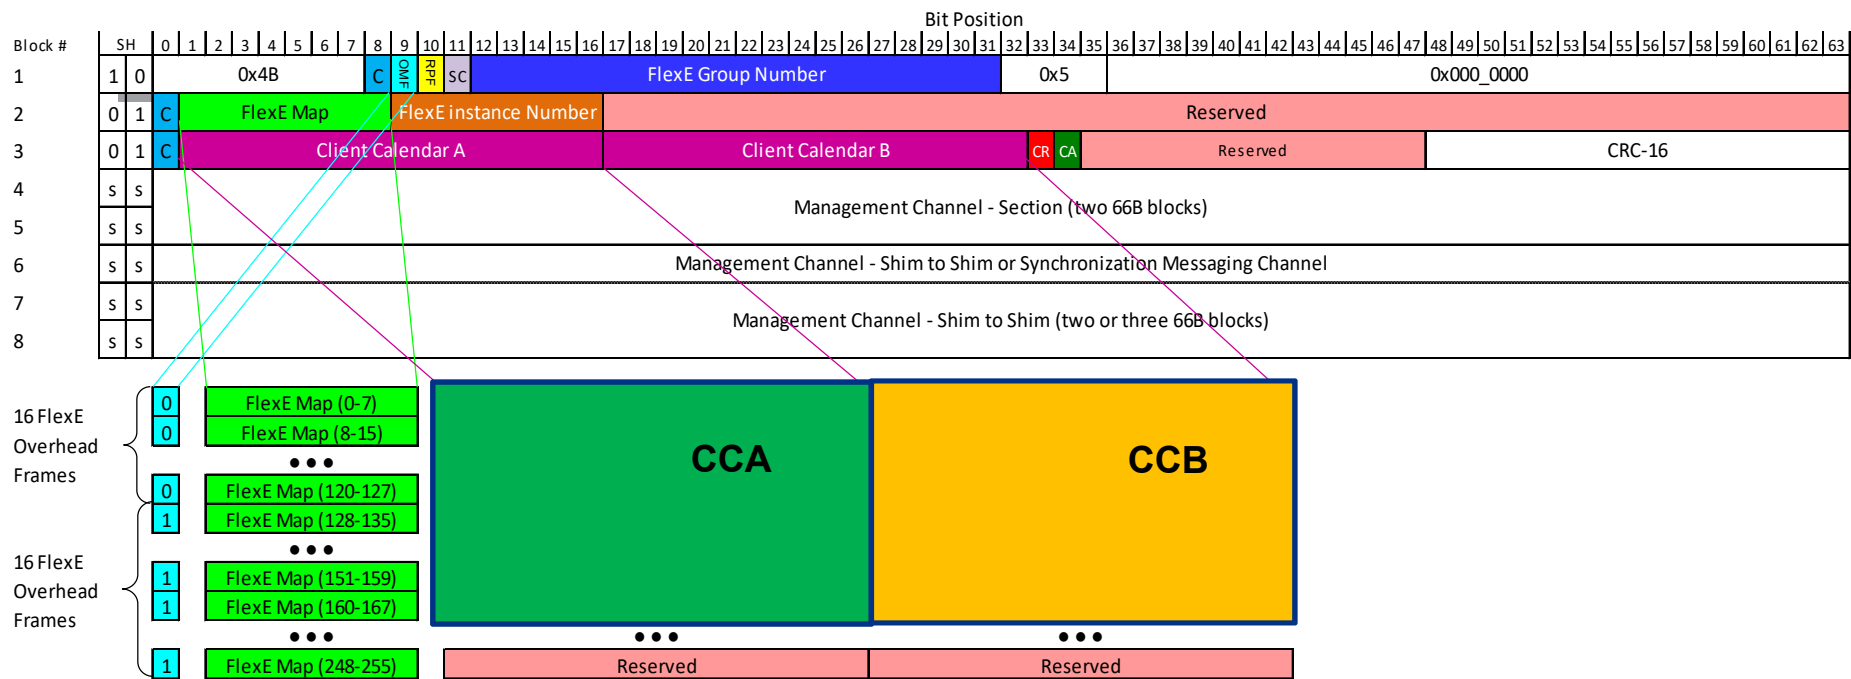 Bit Position
Block # SH 0 1 2 3 4 5 6 7 8 9 10 11 12 13 14 15 16 17 18 19 20 21 22 23 24 25 26 27 28 29 30 31 32 33 34 35 36 37 38 39 40 41 42 43 44 45 46 47 48 49 50 51 52 53 54 55 56 57 58 59 60 61 62 63
1 1 0 0x4B C OMF RPF SC FlexE Group Number 0x5 0x000_0000
2 0 1 C FlexE Map FlexE instance Number Reserved
3 0 1 C Client Calendar A Client Calendar B CR CA Reserved CRC-16
4 s s
Management Channel - Section (two 66B blocks)
5 s s
6 s s Management Channel - Shim to Shim or Synchronization Messaging Channel
7 s s
Management Channel - Shim to Shim (two or three 66B blocks)
8 s s
16 FlexE
Overhead
Frames
0 FlexE Map (0-7)
0 FlexE Map (8-15)
•••
0 FlexE Map (120-127)
1 FlexE Map (128-135)
•••
16 FlexE
Overhead
Frames
1 FlexE Map (151-159)
1 FlexE Map (160-167)
•••
1 FlexE Map (248-255)
CCA
CCB
••• •••
Reserved Reserved